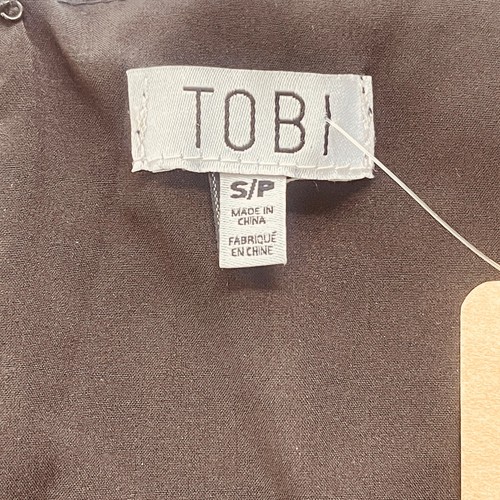 TOBI
S/P
MADE IN
CHINA
FABRIQUÉ
EN CHINE